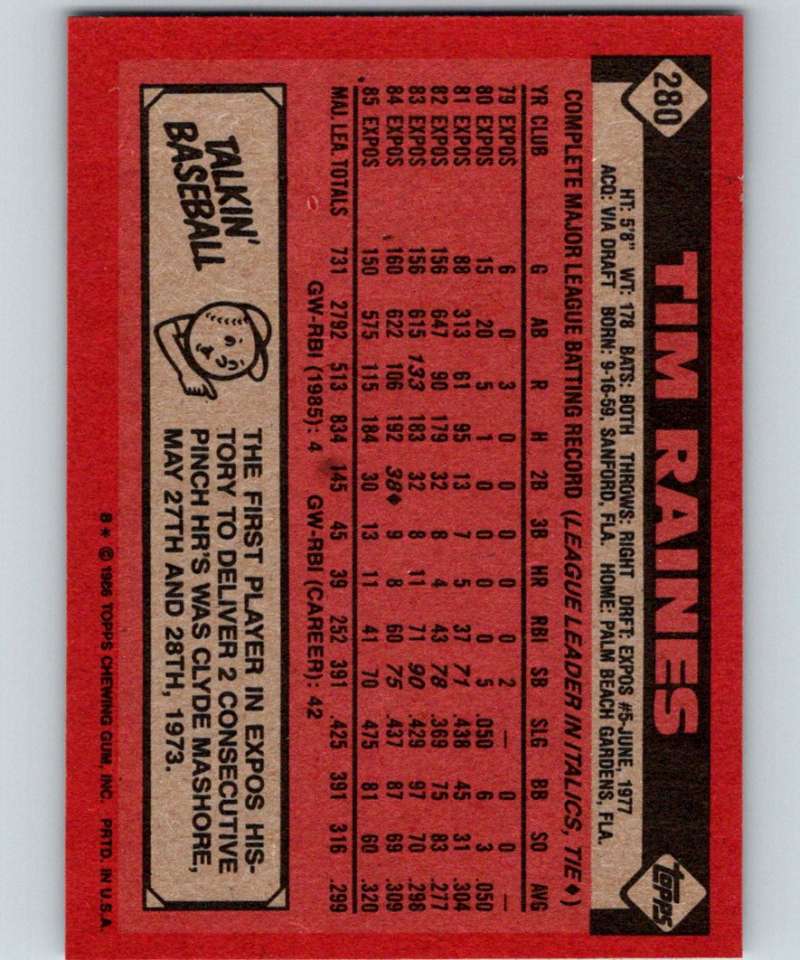 280
TIM RAINES
TOPPS
HT: 5'8" WT: 178 BATS: BOTH THROWS: RIGHT DRFT: EXPOS #5-JUNE, 1977
ACQ: VIA DRAFT BORN: 9-16-59, SANFORD, FLA. HOME: PALM BEACH GARDENS, FLA.
COMPLETE MAJOR LEAGUE BATTING RECORD (LEAGUE LEADER IN ITALICS, TIE♦)
YR CLUB G AB R H 2B 3B HR RBI SB SLG BB SO AVG
79 EXPOS 6 0 3 0 0 0 0 0 2 — 0 0 —
80 EXPOS 15 20 5 1 0 0 0 0 5 .050 6 3 .050
81 EXPOS 88 313 61 95 13 7 5 37 71 .438 45 31 .304
82 EXPOS 156 647 90 179 32 8 4 43 78 .369 75 83 .277
83 EXPOS 156 615 133 183 32 8 11 71 90 .429 97 70 .298
84 EXPOS 160 622 106 192 38♦ 9 8 60 75 .437 87 69 .309
85 EXPOS 150 575 115 184 30 13 11 41 70 .475 81 60 .320
MAJ. LEA. TOTALS 731 2792 513 834 145 45 39 252 391 .425 391 316 .299
GW-RBI (1985): 4 GW-RBI (CAREER): 42
TALKIN'
BASEBALL
THE FIRST PLAYER IN EXPOS HIS-
TORY TO DELIVER 2 CONSECUTIVE
PINCH HR'S WAS CLYDE MASHORE,
MAY 27TH AND 28TH, 1973.
B* © 1986 TOPPS CHEWING GUM, INC. PRTD. IN U.S.A.